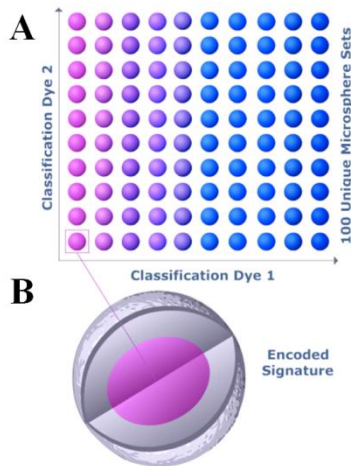 A
Classification Dye 2
100 Unique Microsphere Sets
Classification Dye 1
B
Encoded
Signature